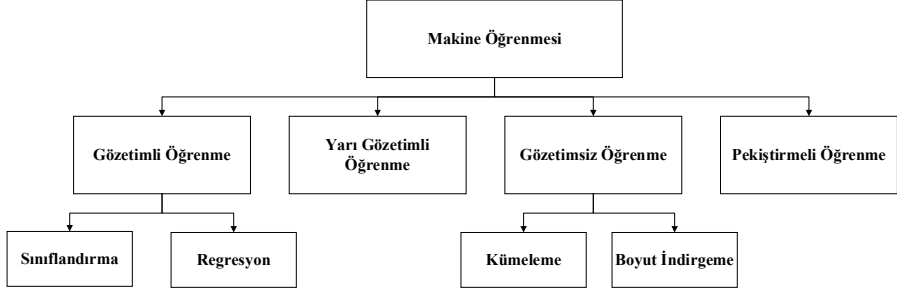 Makine Öğrenmesi
Gözetimli Öğrenme
Yarı Gözetimli
Öğrenme
Gözetimsiz Öğrenme
Pekiştirmeli Öğrenme
Sınıflandırma
Regresyon
Kümeleme
Boyut İndirgeme